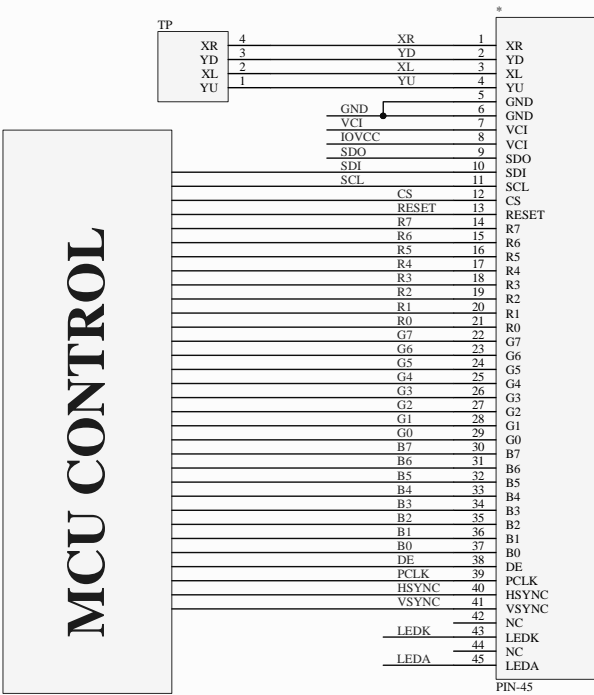 *
TP
XR 4 XR 1 XR
YD 3 YD 2 YD
XL 2 XL 3 XL
YU 1 YU 4 YU
5 GND
GND 6 GND
VCI 7 VCI
IOVCC 8 VCI
SDO 9 SDO
SDI 10 SDI
SCL 11 SCL
CS 12 CS
RESET 13 RESET
R7 14 R7
R6 15 R6
R5 16 R5
R4 17 R4
R3 18 R3
R2 19 R2
R1 20 R1
R0 21 R0
G7 22 G7
G6 23 G6
G5 24 G5
G4 25 G4
G3 26 G3
G2 27 G2
G1 28 G1
G0 29 G0
B7 30 B7
B6 31 B6
B5 32 B5
B4 33 B4
B3 34 B3
B2 35 B2
B1 36 B1
B0 37 B0
DE 38 DE
PCLK 39 PCLK
HSYNC 40 HSYNC
VSYNC 41 VSYNC
42 NC
LEDK 43 LEDK
44 NC
LEDA 45 LEDA
PIN-45
MCU CONTROL